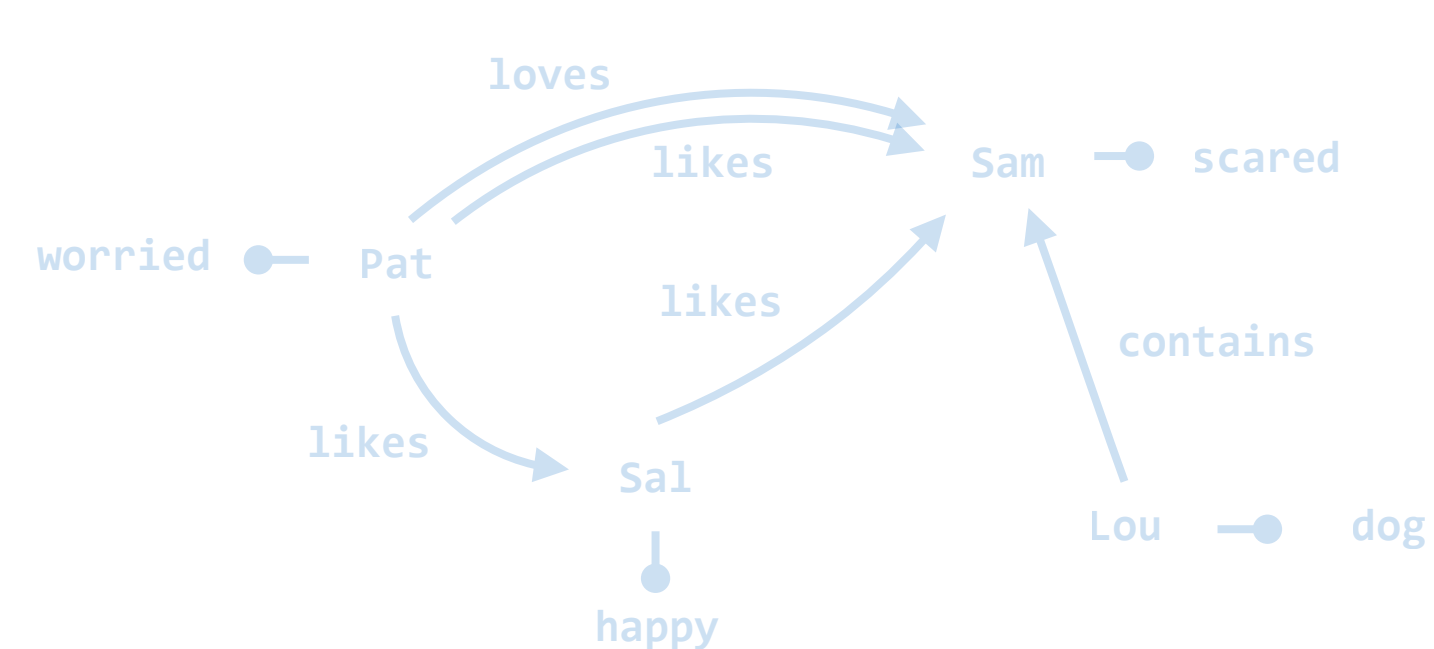 loves
likes
Sam
scared
worried
Pat
likes
contains
likes
Sal
Lou
dog
happy